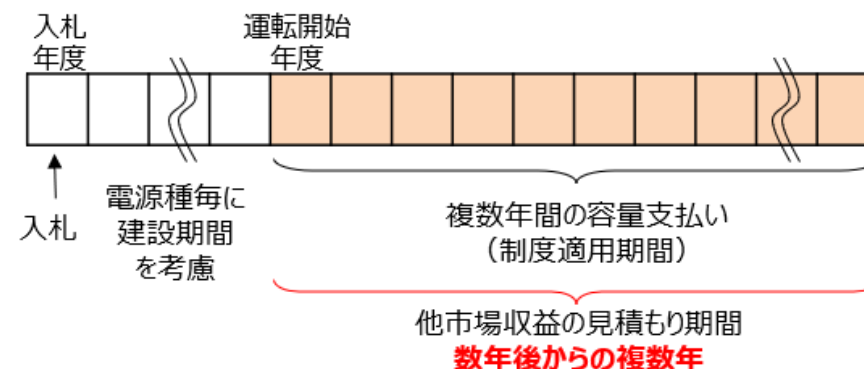 入札
年度
運転開始
年度
入札
電源種毎に
建設期間
を考慮
複数年間の容量支払い
（制度適用期間）
他市場収益の見積もり期間
数年後からの複数年